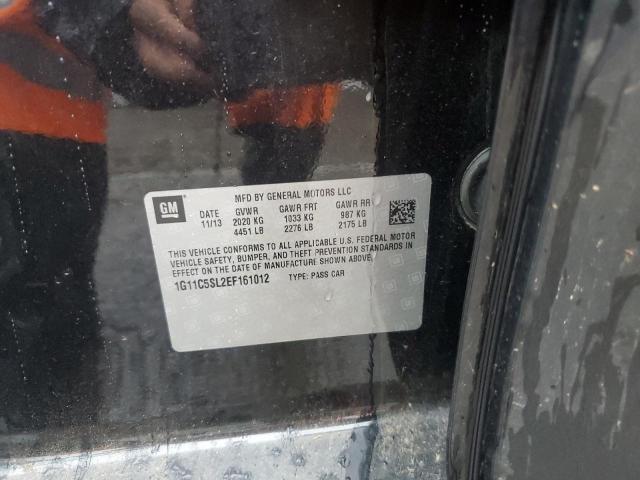 GM
MFD BY GENERAL MOTORS LLC
DATE GVWR GAWR FRT GAWR RR
11/13 2020 KG 1033 KG 987 KG
4451 LB 2276 LB 2175 LB
THIS VEHICLE CONFORMS TO ALL APPLICABLE U.S. FEDERAL MOTOR
VEHICLE SAFETY, BUMPER, AND THEFT PREVENTION STANDARDS IN
EFFECT ON THE DATE OF MANUFACTURE SHOWN ABOVE.
1G11C5SL2EF161012 TYPE: PASS CAR